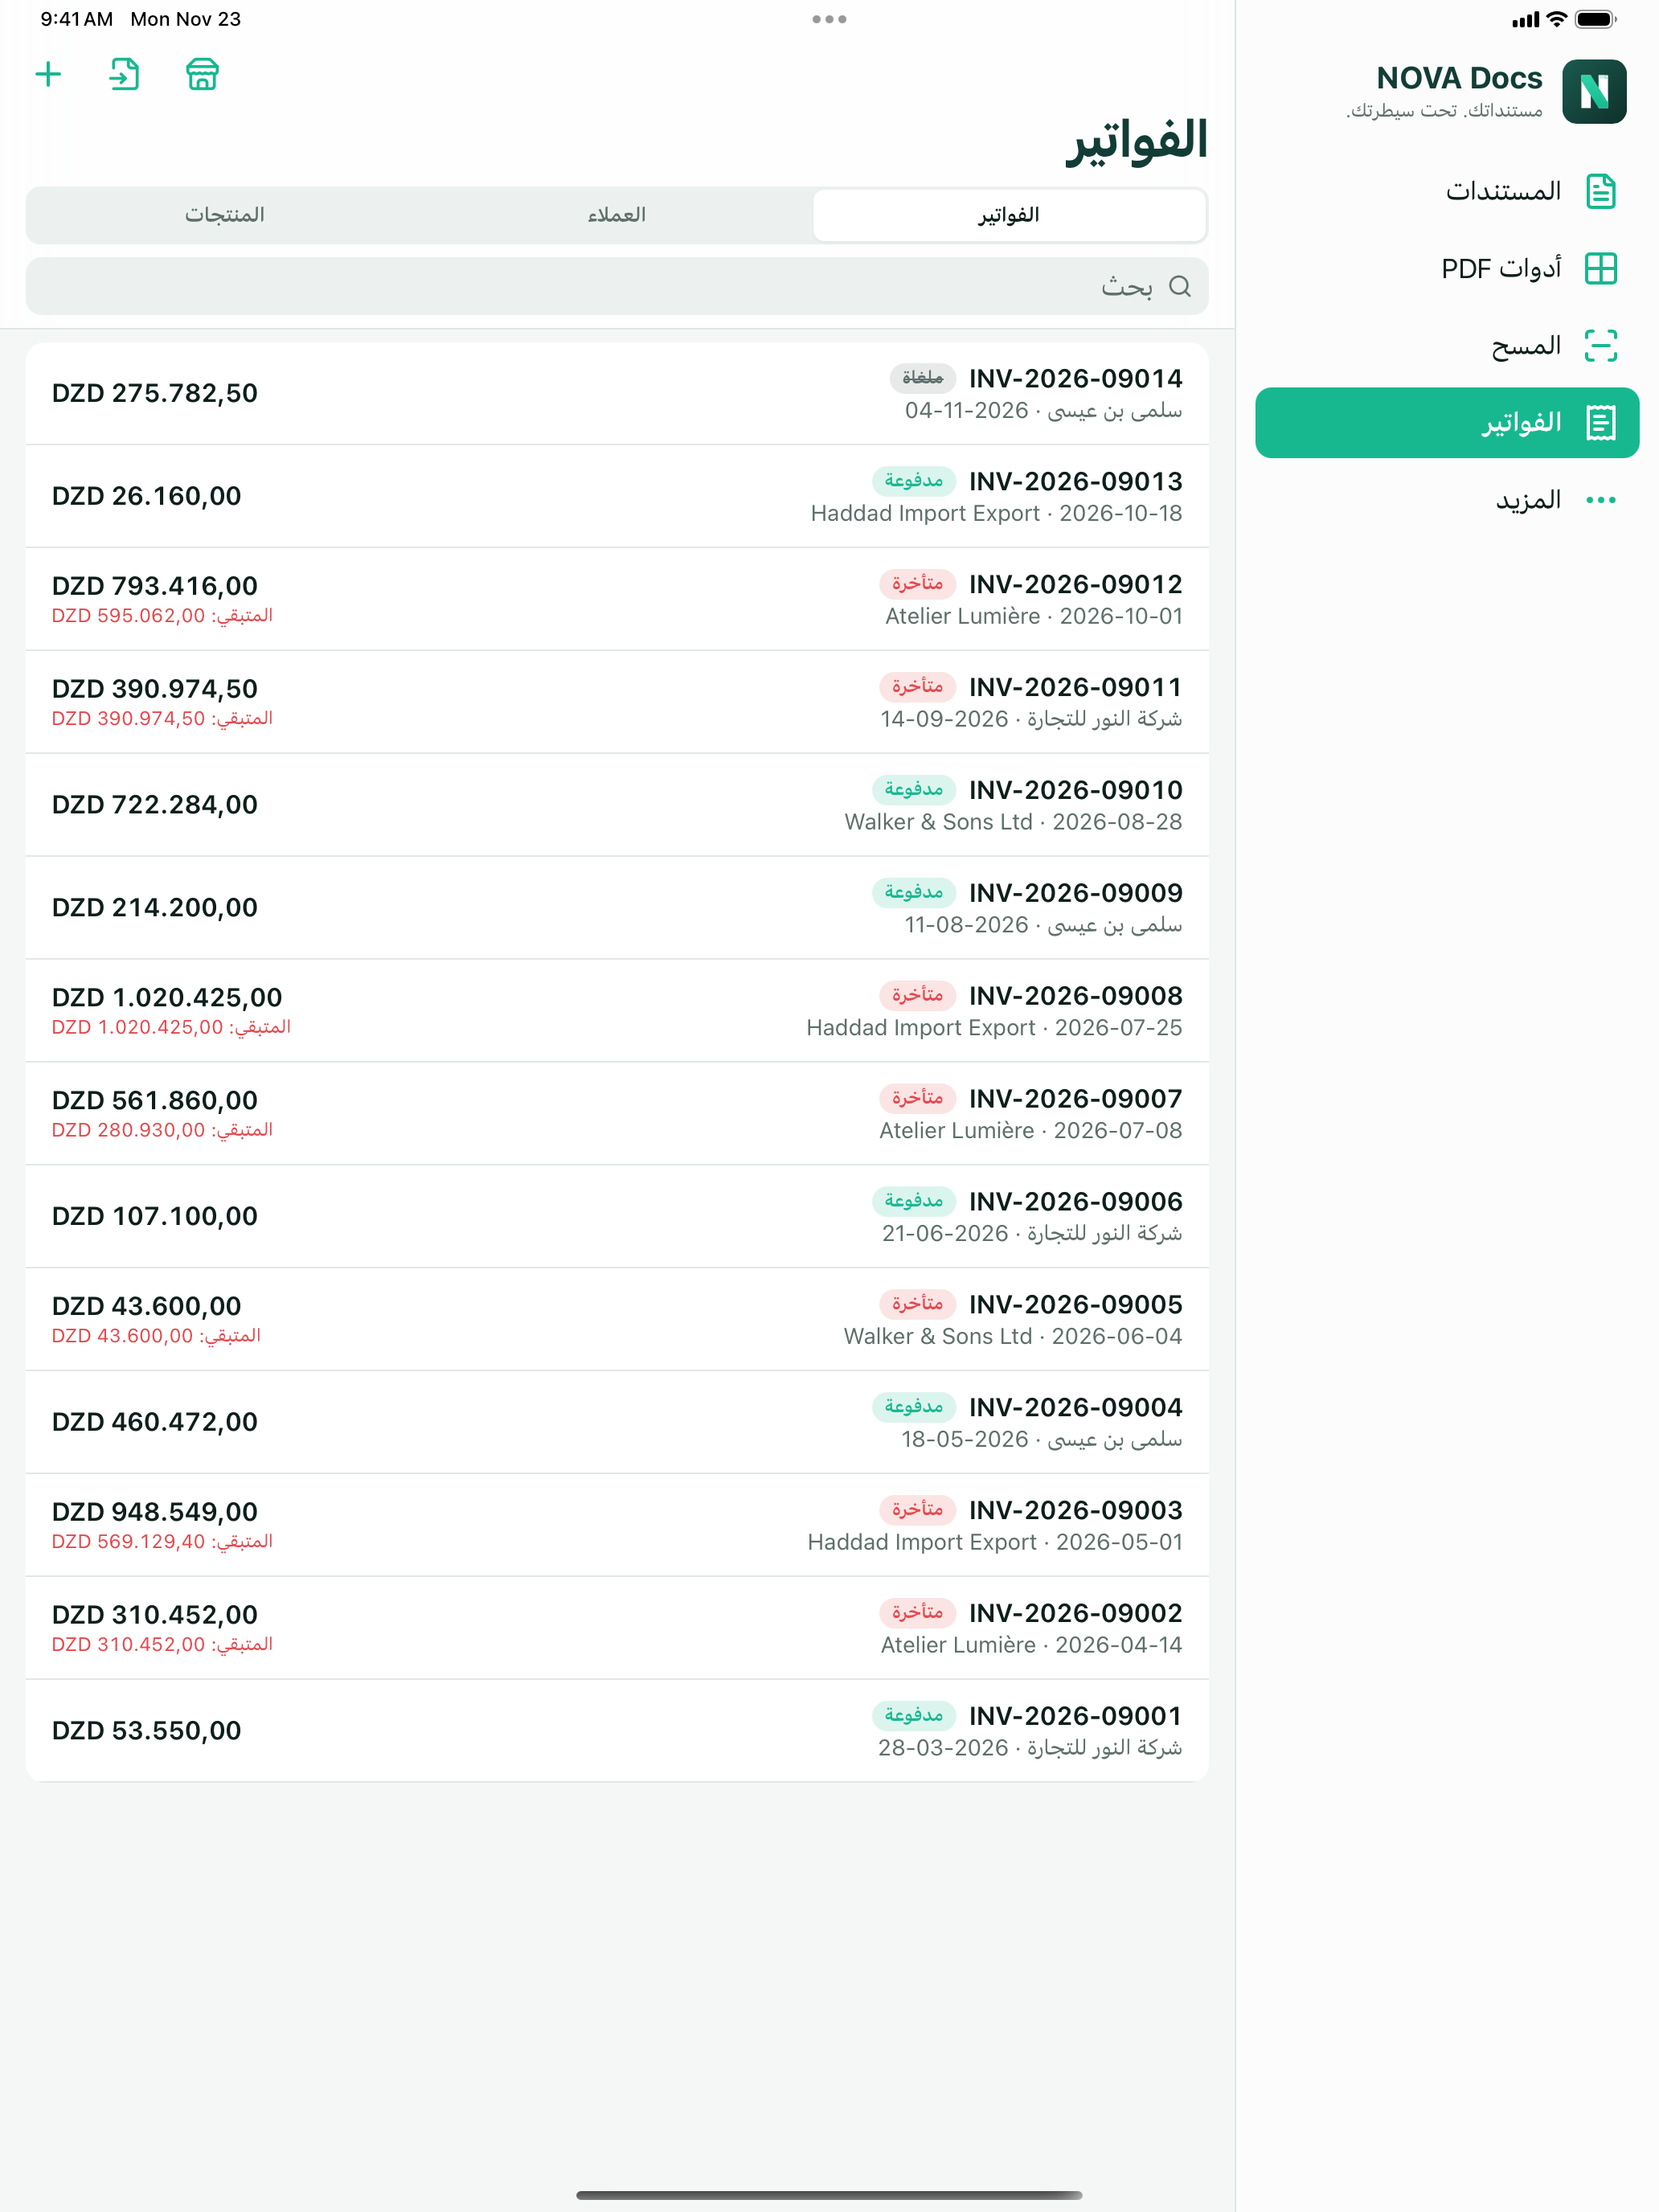 9:41 AM Mon Nov 23
NOVA Docs
مستنداتك. تحت سيطرتك.
المستندات
أدوات PDF
المسح
الفواتير
المزيد
الفواتير
الفواتير
العملاء
المنتجات
بحث
INV-2026-09014 ملغاة
سلمى بن عيسى · 2026-11-04
DZD 275.782,50
INV-2026-09013 مدفوعة
Haddad Import Export · 2026-10-18
DZD 26.160,00
INV-2026-09012 متأخرة
Atelier Lumière · 2026-10-01
DZD 793.416,00
المتبقي: DZD 595.062,00
INV-2026-09011 متأخرة
شركة النور للتجارة · 2026-09-14
DZD 390.974,50
المتبقي: DZD 390.974,50
INV-2026-09010 مدفوعة
Walker & Sons Ltd · 2026-08-28
DZD 722.284,00
INV-2026-09009 مدفوعة
سلمى بن عيسى · 2026-08-11
DZD 214.200,00
INV-2026-09008 متأخرة
Haddad Import Export · 2026-07-25
DZD 1.020.425,00
المتبقي: DZD 1.020.425,00
INV-2026-09007 متأخرة
Atelier Lumière · 2026-07-08
DZD 561.860,00
المتبقي: DZD 280.930,00
INV-2026-09006 مدفوعة
شركة النور للتجارة · 2026-06-21
DZD 107.100,00
INV-2026-09005 متأخرة
Walker & Sons Ltd · 2026-06-04
DZD 43.600,00
المتبقي: DZD 43.600,00
INV-2026-09004 مدفوعة
سلمى بن عيسى · 2026-05-18
DZD 460.472,00
INV-2026-09003 متأخرة
Haddad Import Export · 2026-05-01
DZD 948.549,00
المتبقي: DZD 569.129,40
INV-2026-09002 متأخرة
Atelier Lumière · 2026-04-14
DZD 310.452,00
المتبقي: DZD 310.452,00
INV-2026-09001 مدفوعة
شركة النور للتجارة · 2026-03-28
DZD 53.550,00